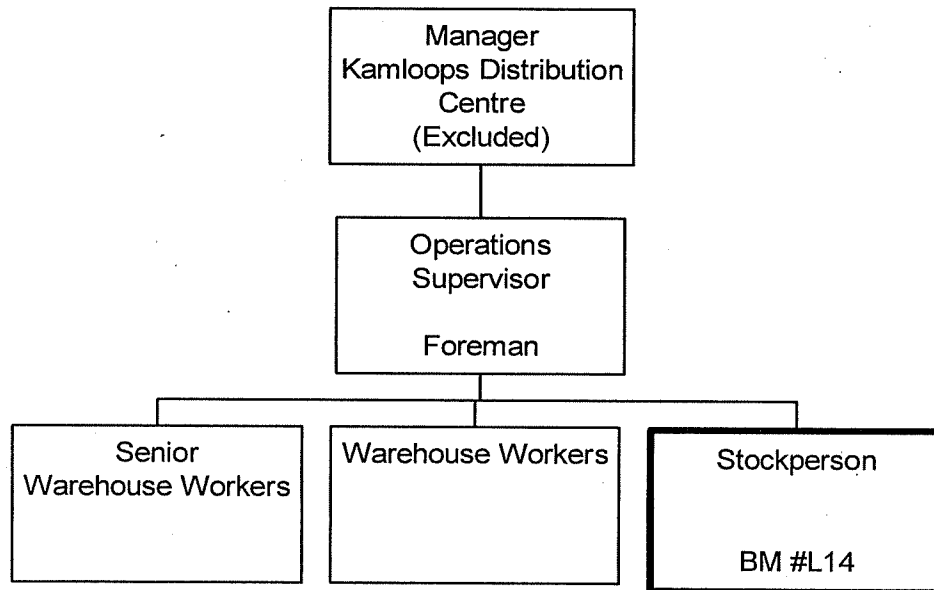 Manager
Kamloops Distribution
Centre
(Excluded)
Operations
Supervisor
Foreman
Senior
Warehouse Workers
Warehouse Workers
Stockperson
BM #L14